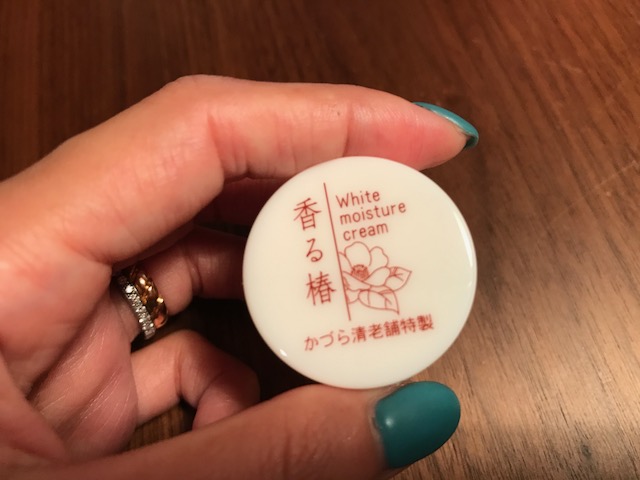 香る椿
White
moisture
cream
かづら清老舗特製